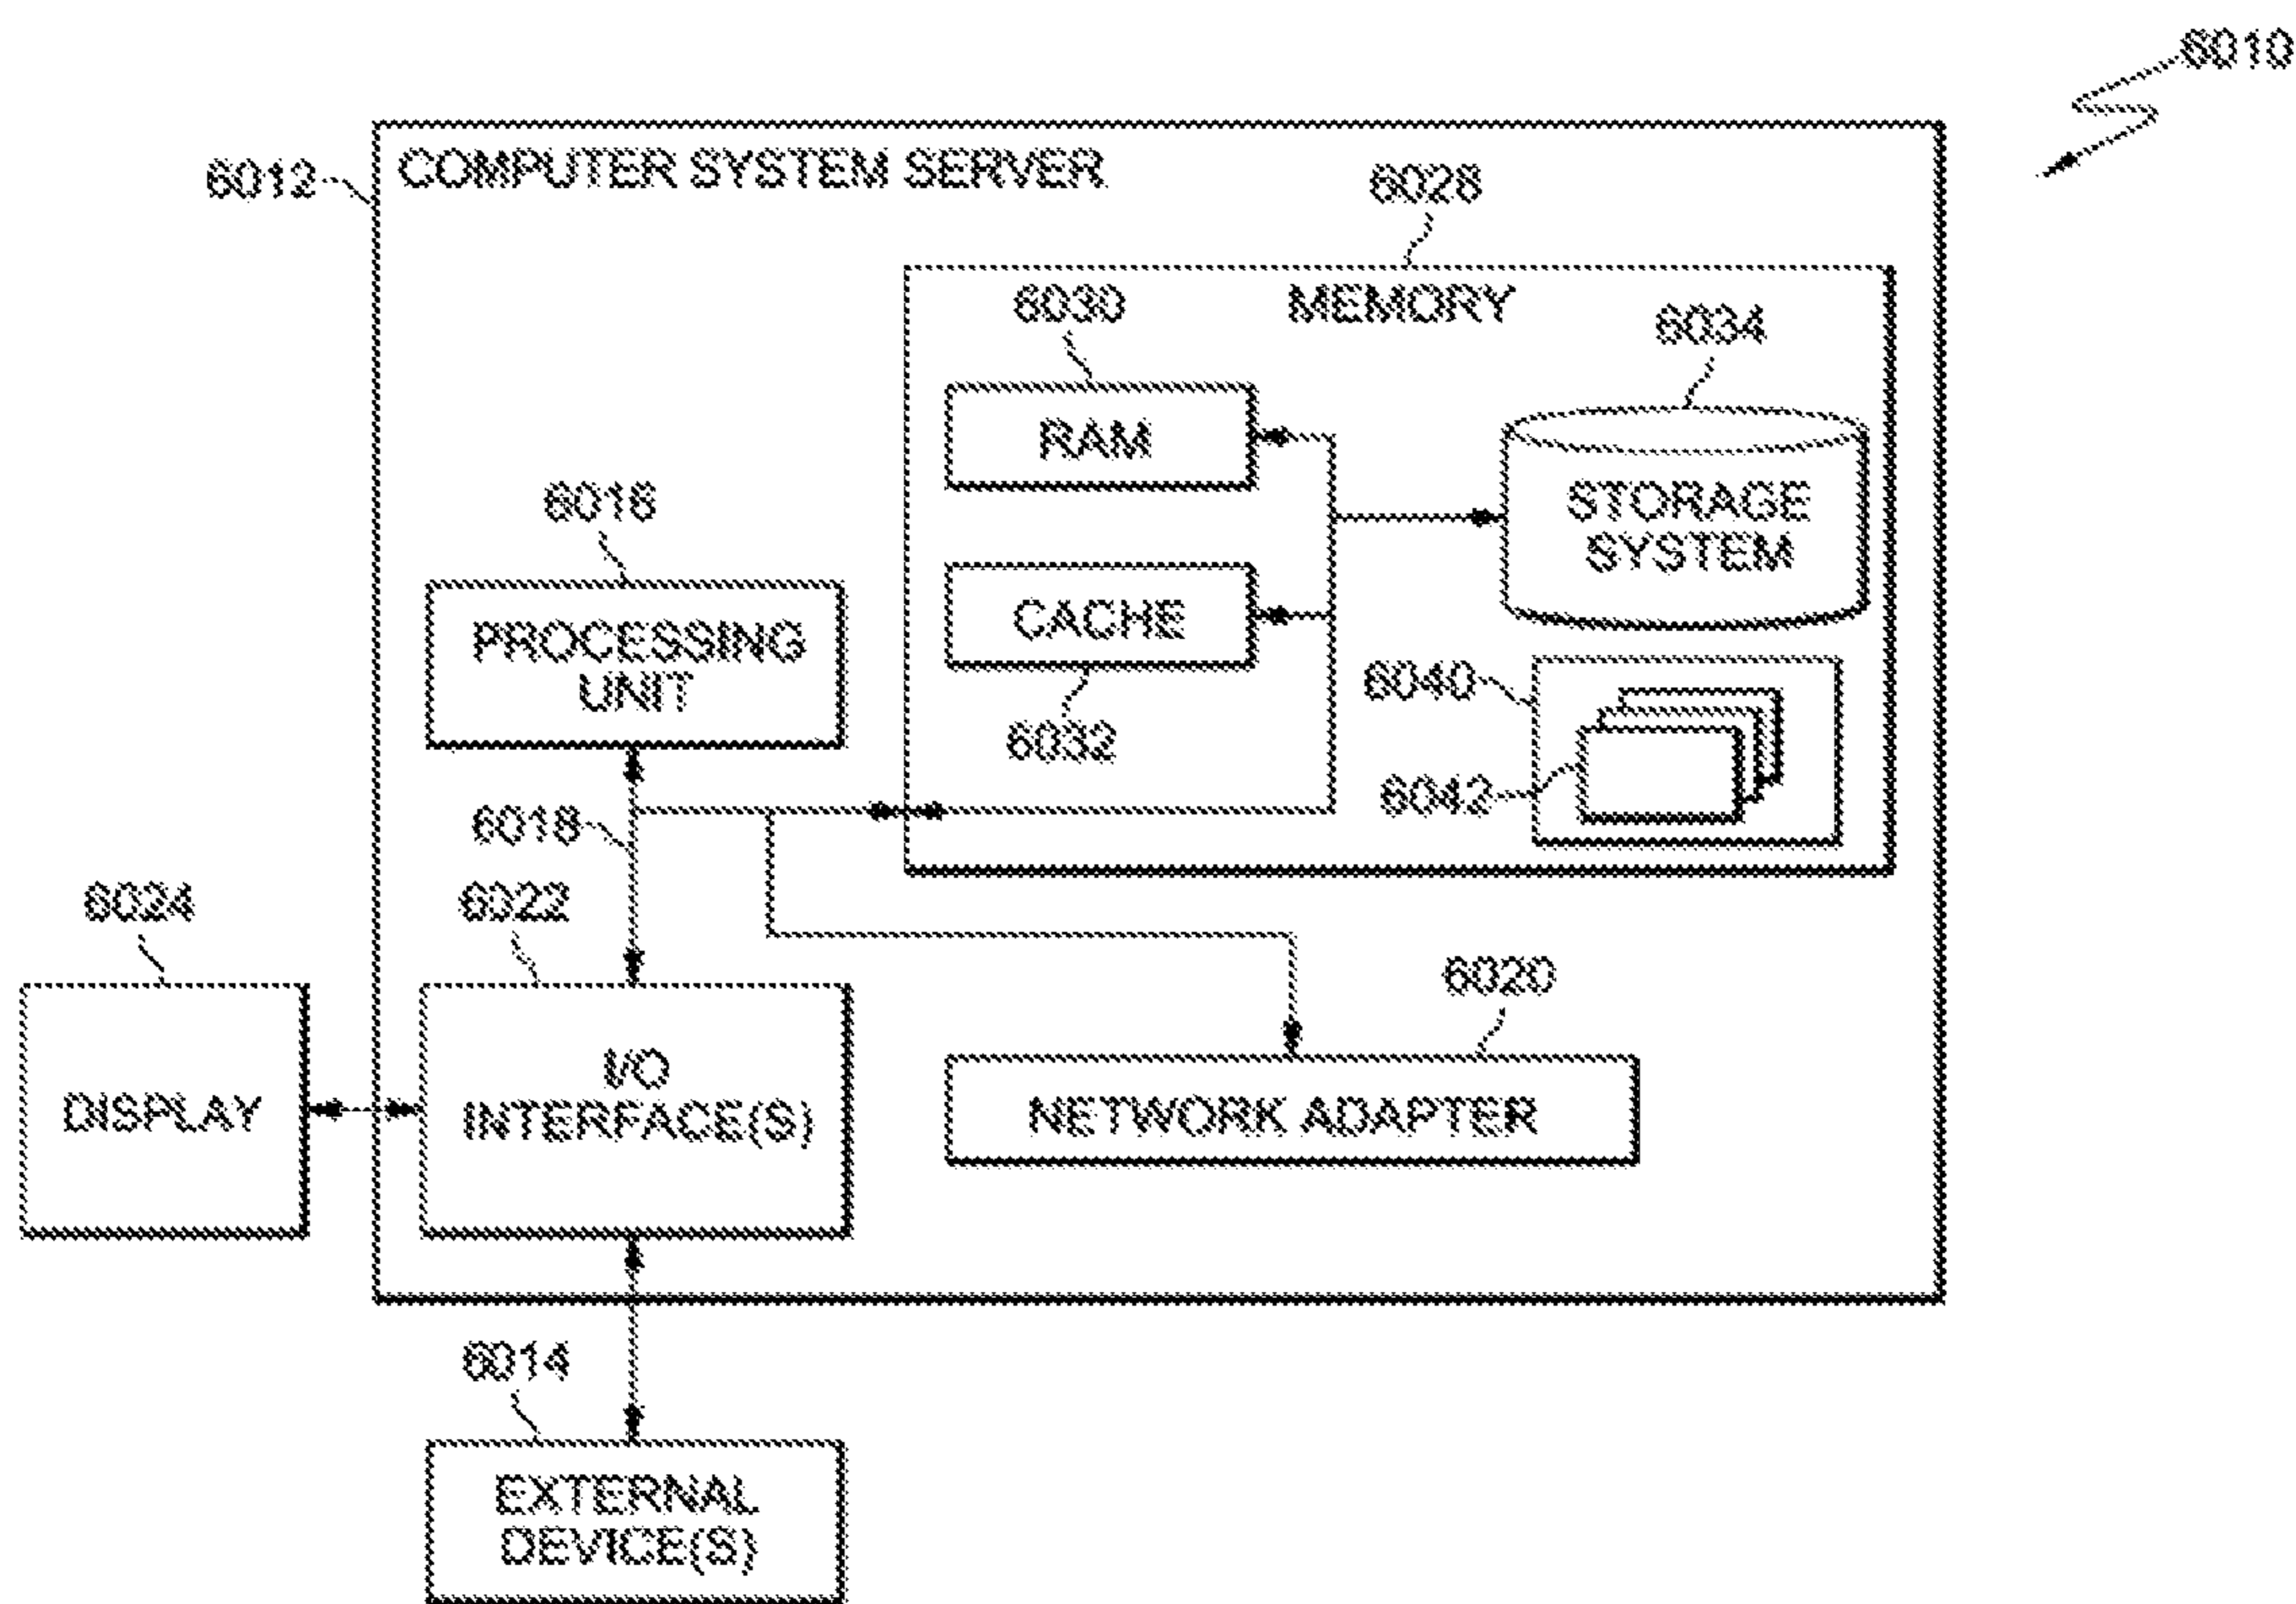 6010
COMPUTER SYSTEM SERVER
6012
6028
6030
MEMORY
6034
RAM
STORAGE
SYSTEM
6016
CACHE
PROCESSING
UNIT
6040
6032
6042
6018
6024
6022
6020
I/O
INTERFACE(S)
DISPLAY
NETWORK ADAPTER
6014
EXTERNAL
DEVICE(S)